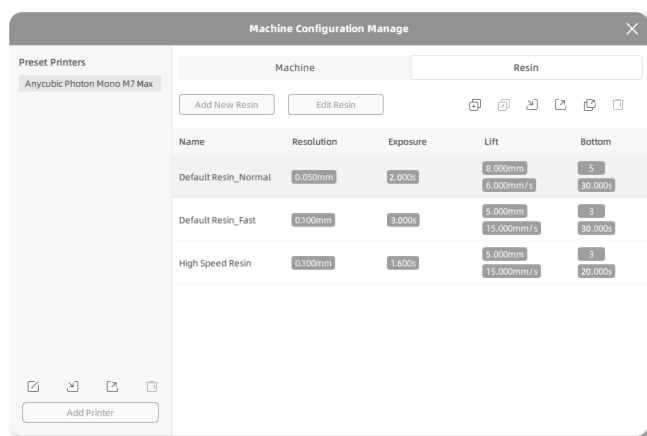 Machine Configuration Manage
Preset Printers
Anycubic Photon Mono M7 Max
Add Printer
Machine
Resin
Add New Resin
Edit Resin
Name Resolution Exposure Lift Bottom
Default Resin_Normal 0.050mm 2.000s 8.000mm 6.000mm/s 5 30.000s
Default Resin_Fast 0.100mm 3.000s 5.000mm 15.000mm/s 3 30.000s
High Speed Resin 0.100mm 1.600s 5.000mm 15.000mm/s 3 20.000s